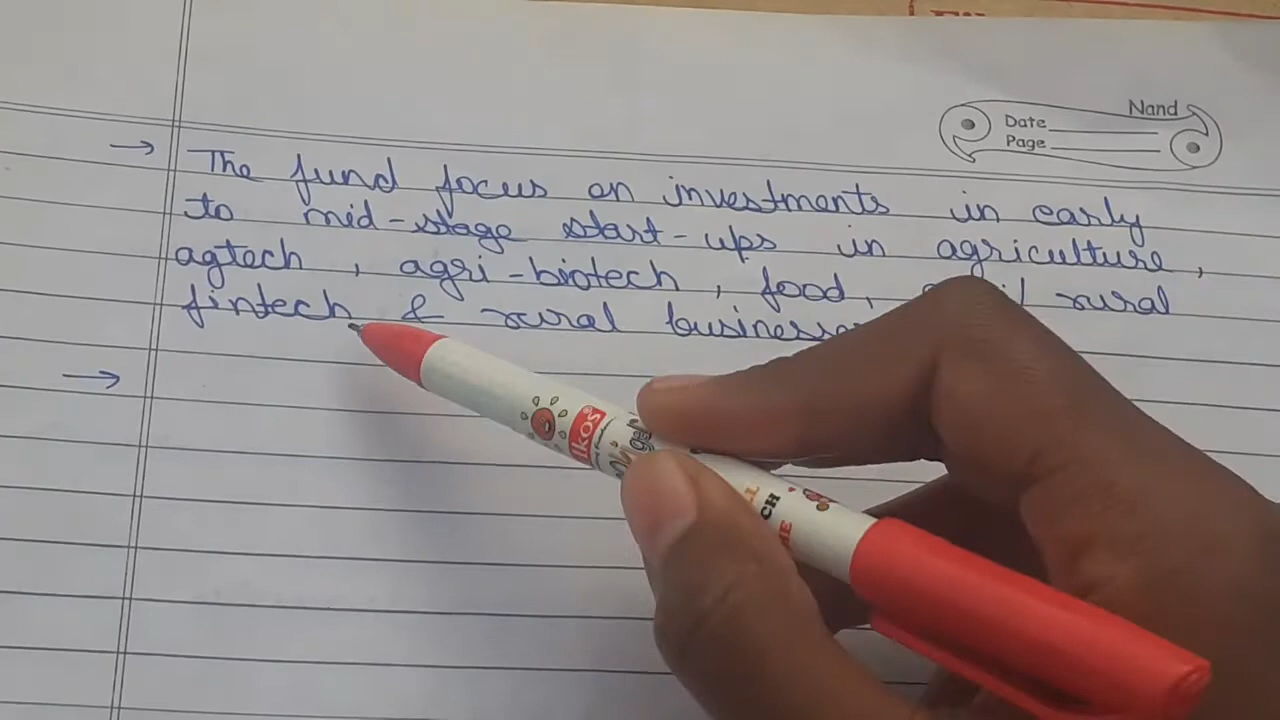 Nand
Date
Page
→ The fund focus on investments in early
to mid-stage start-ups in agriculture,
agtech, agri-biotech, food, rural
fintech & rural
→